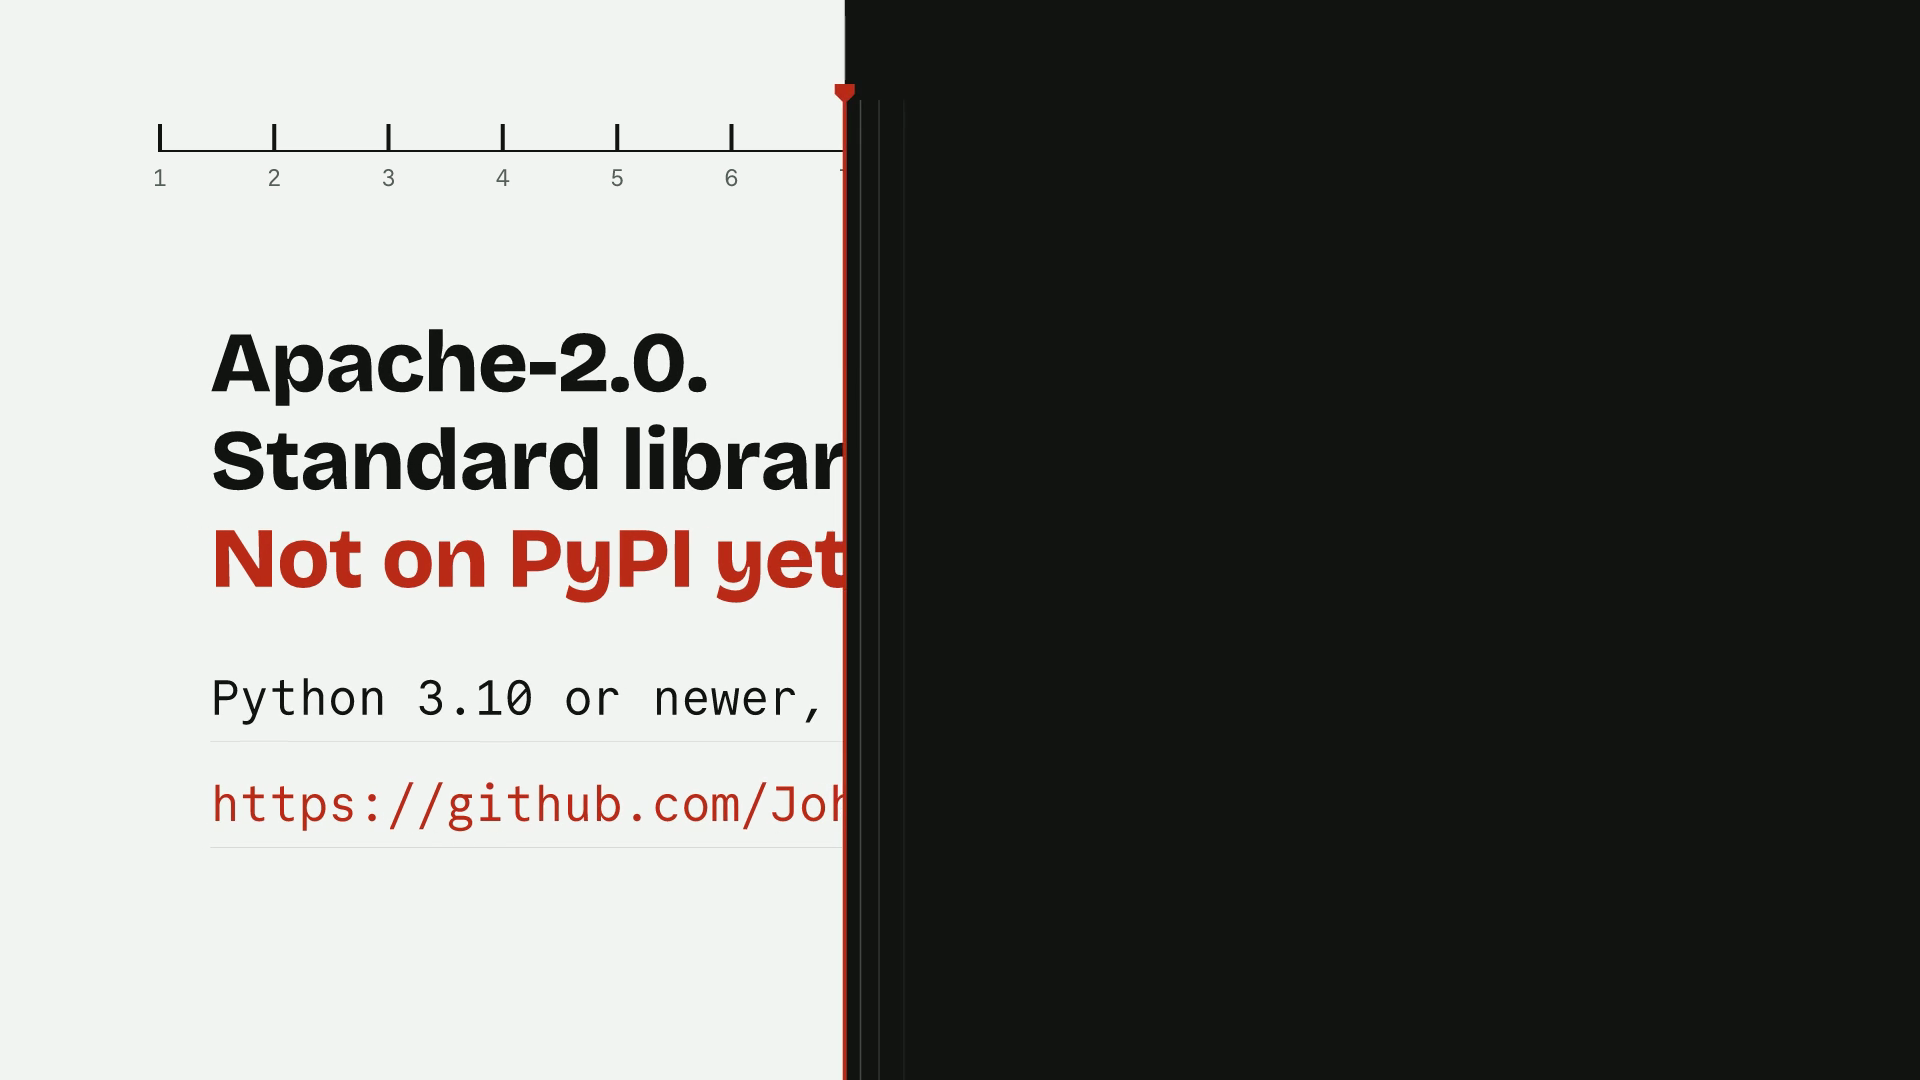 1 2 3 4 5 6
Apache-2.0.
Standard
Not on PyPI yet
Python 3.10 or newer,
https://github.com/Joh